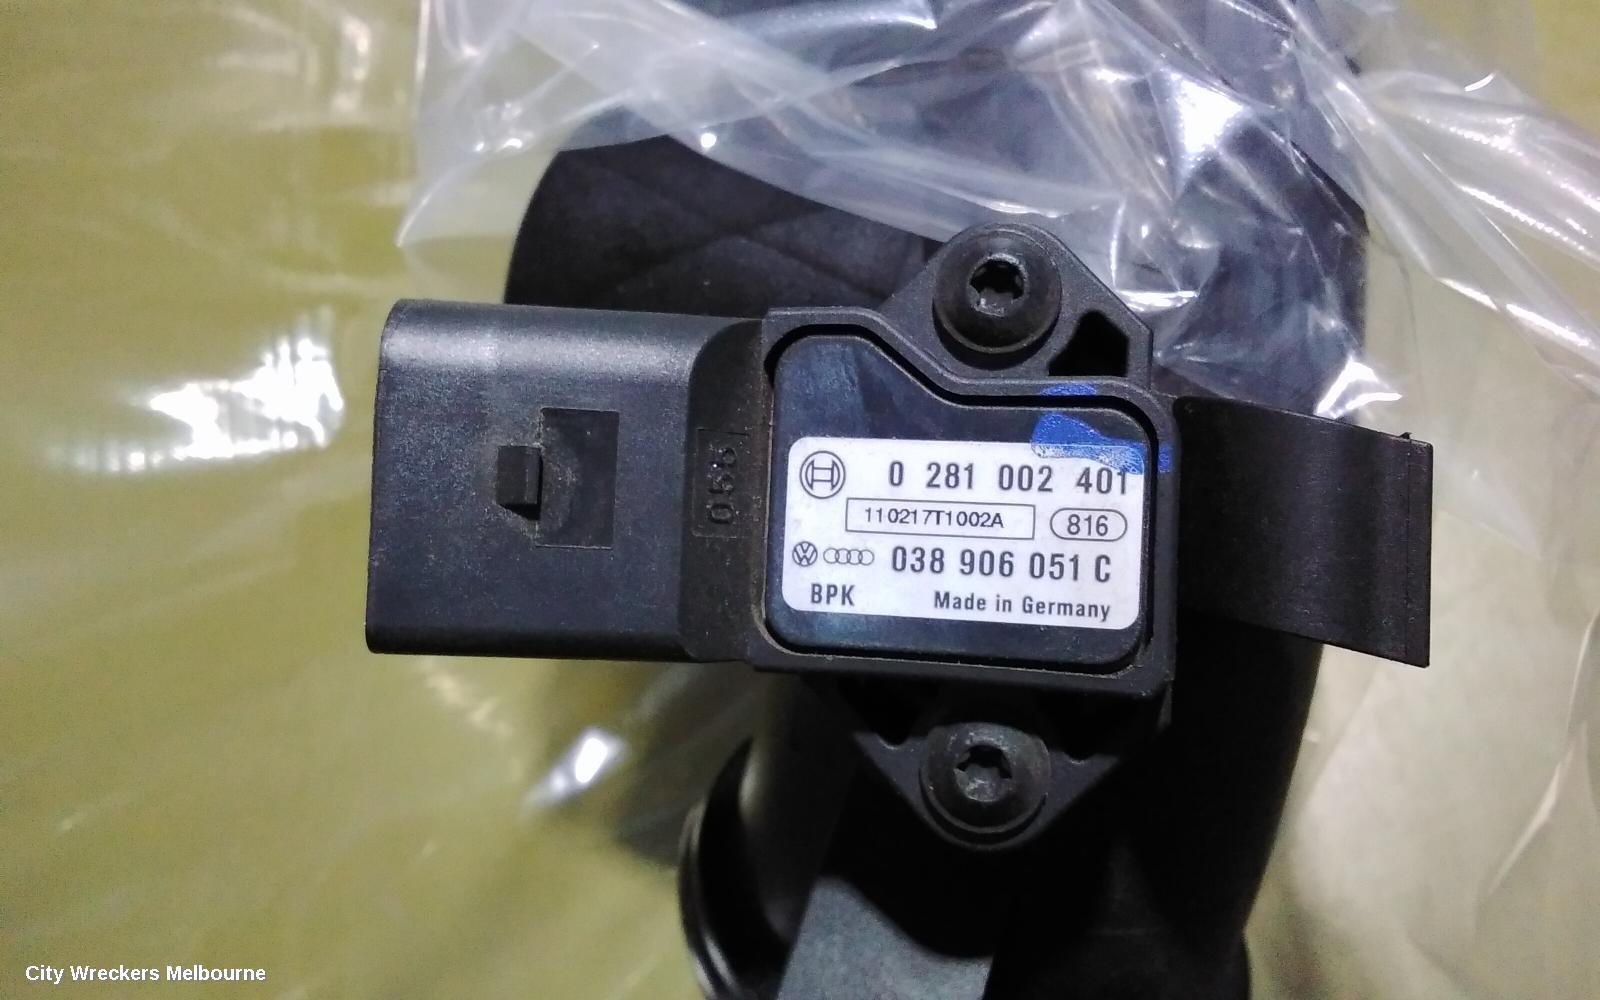 055
0 281 002 401
110217T1002A
816
038 906 051 C
BPK
Made in Germany
City Wreckers Melbourne